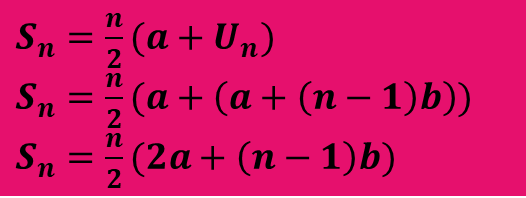 Sₙ = n/2 (a + Uₙ)
Sₙ = n/2 (a + (a + (n − 1)b))
Sₙ = n/2 (2a + (n − 1)b)